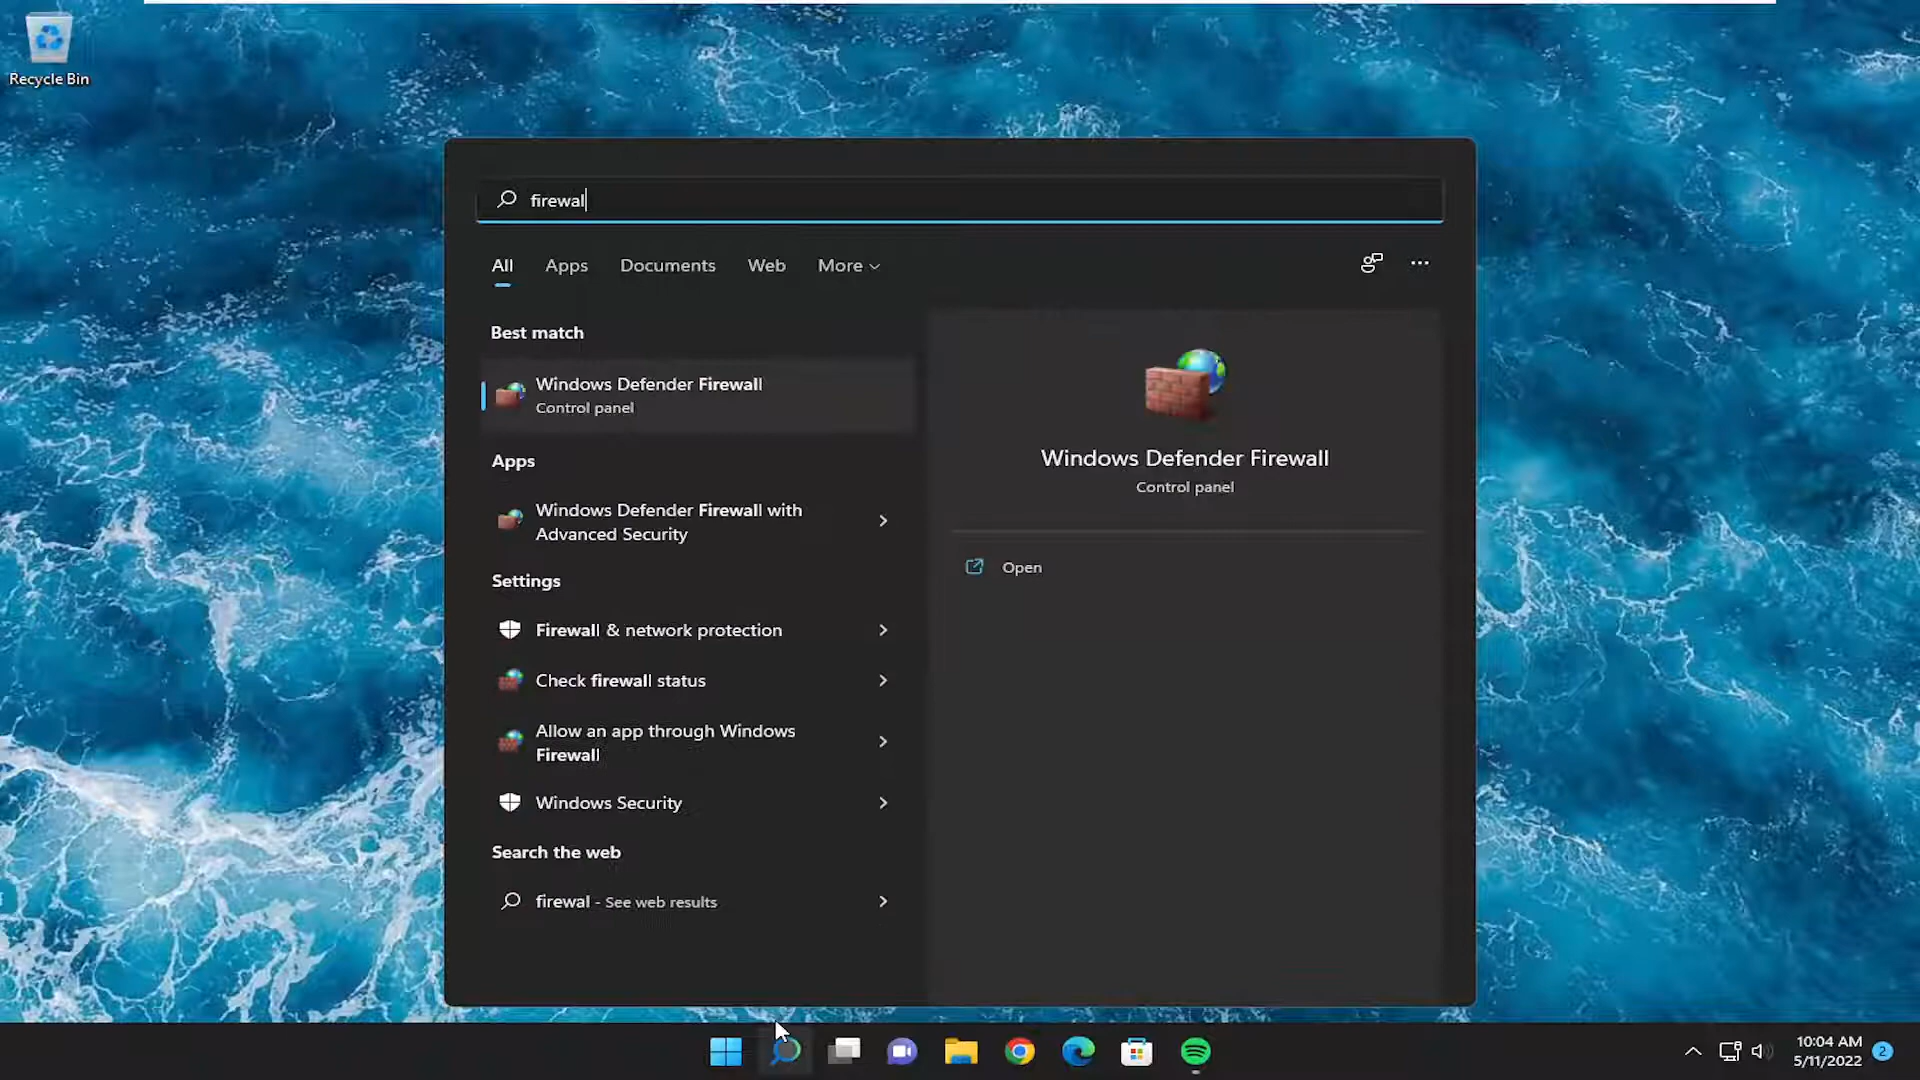 Recycle Bin
firewal
All Apps Documents Web More
Best match
Windows Defender Firewall
Control panel
Apps
Windows Defender Firewall with
Advanced Security
Settings
Firewall & network protection
Check firewall status
Allow an app through Windows
Firewall
Windows Security
Search the web
firewal - See web results
Windows Defender Firewall
Control panel
Open
10:04 AM
5/11/2022
2